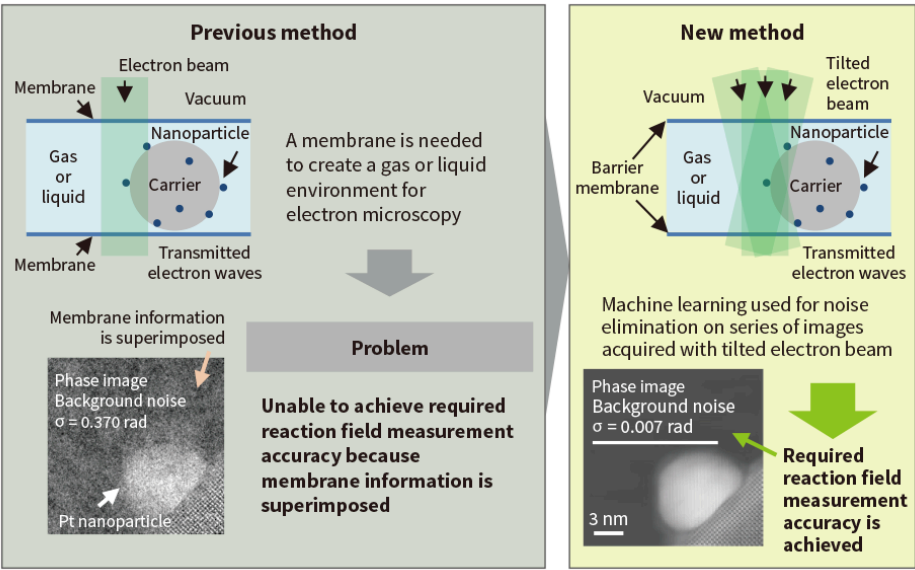 Previous method
Electron beam
Membrane
Vacuum
Nanoparticle
Gas
or
liquid
Carrier
Membrane
Transmitted
electron waves
A membrane is needed
to create a gas or liquid
environment for
electron microscopy
Membrane information
is superimposed
Phase image
Background noise
σ = 0.370 rad
Pt nanoparticle
Problem
Unable to achieve required
reaction field measurement
accuracy because
membrane information is
superimposed
New method
Tilted
electron
beam
Vacuum
Nanoparticle
Barrier
membrane
Gas
or
liquid
Carrier
Transmitted
electron waves
Machine learning used for noise
elimination on series of images
acquired with tilted electron beam
Phase image
Background noise
σ = 0.007 rad
3 nm
Required
reaction field
measurement
accuracy is
achieved